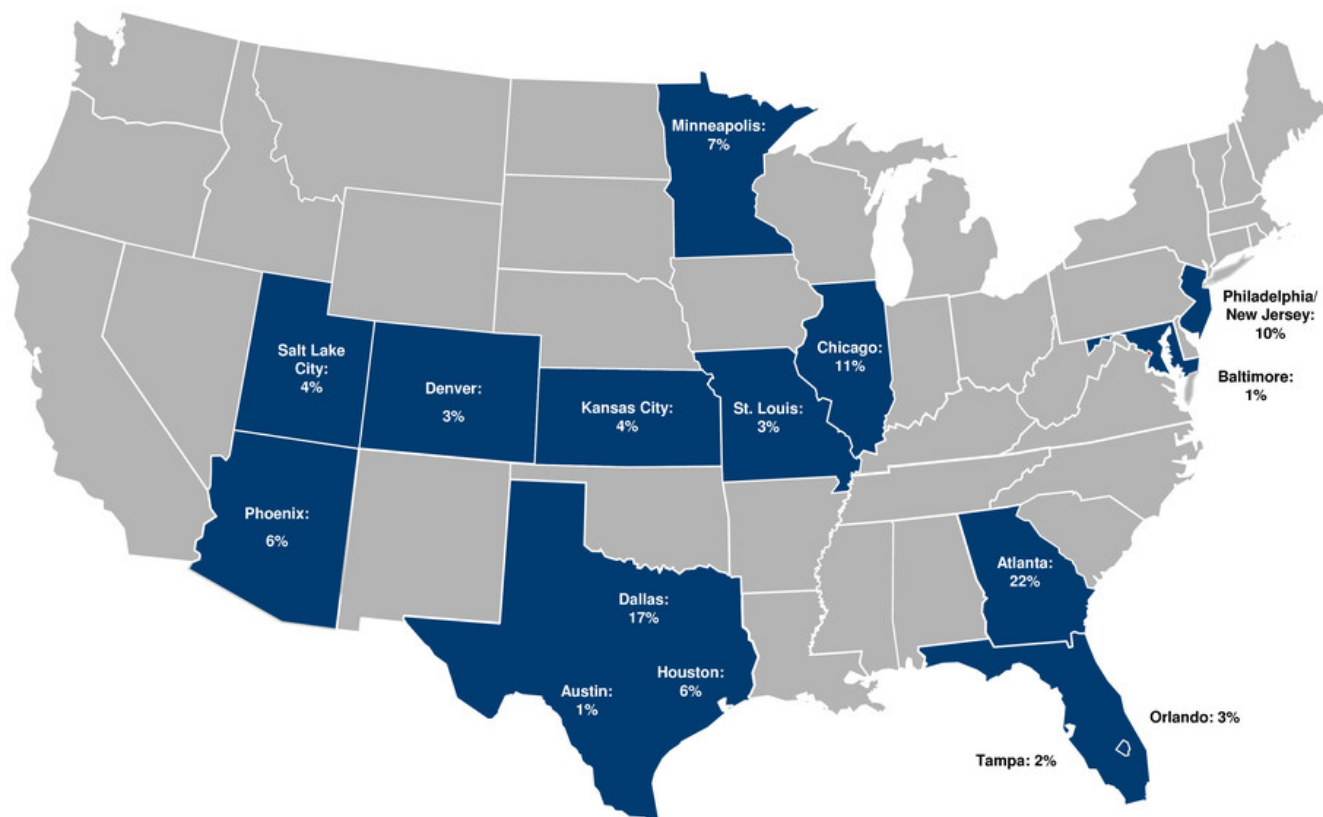 Minneapolis:
7%
Philadelphia/
New Jersey:
10%
Salt Lake
City:
4%
Chicago:
11%
Baltimore:
1%
Denver:
3%
Kansas City:
4%
St. Louis:
3%
Phoenix:
6%
Atlanta:
22%
Dallas:
17%
Houston:
6%
Austin:
1%
Orlando: 3%
Tampa: 2%